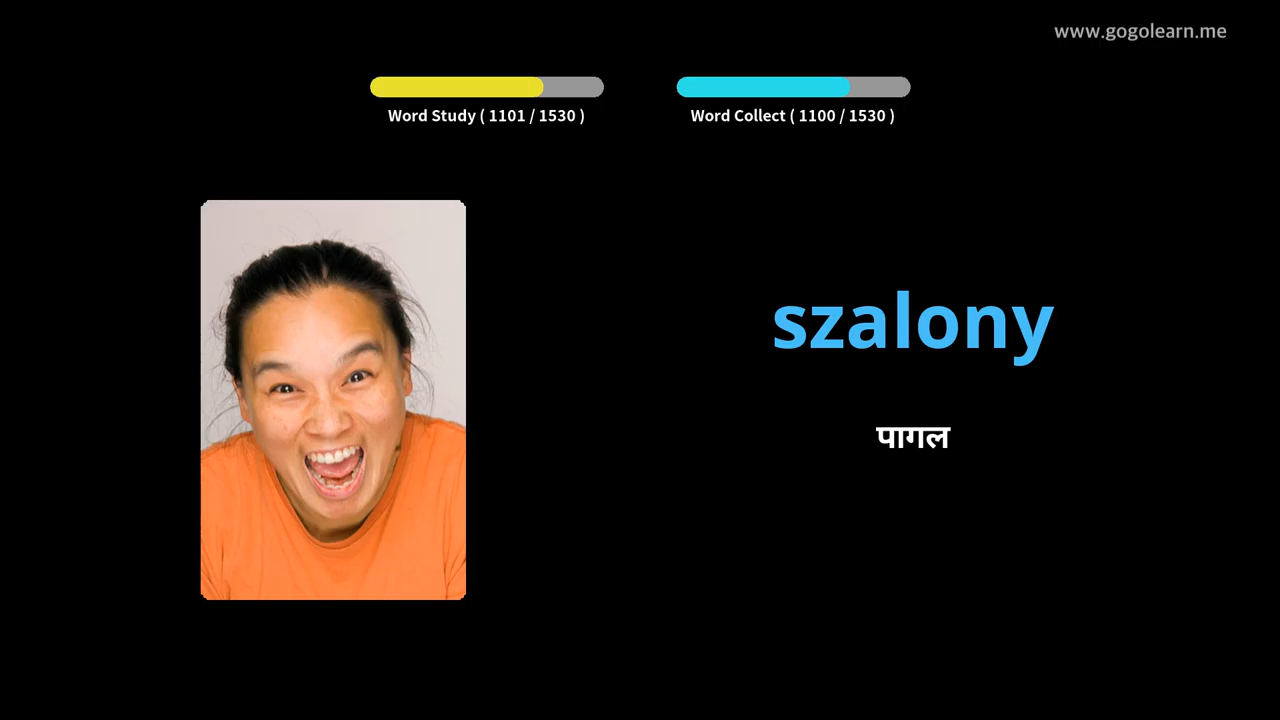 www.gogolearn.me
Word Study ( 1101 / 1530 )
Word Collect ( 1100 / 1530 )
szalony
पागल